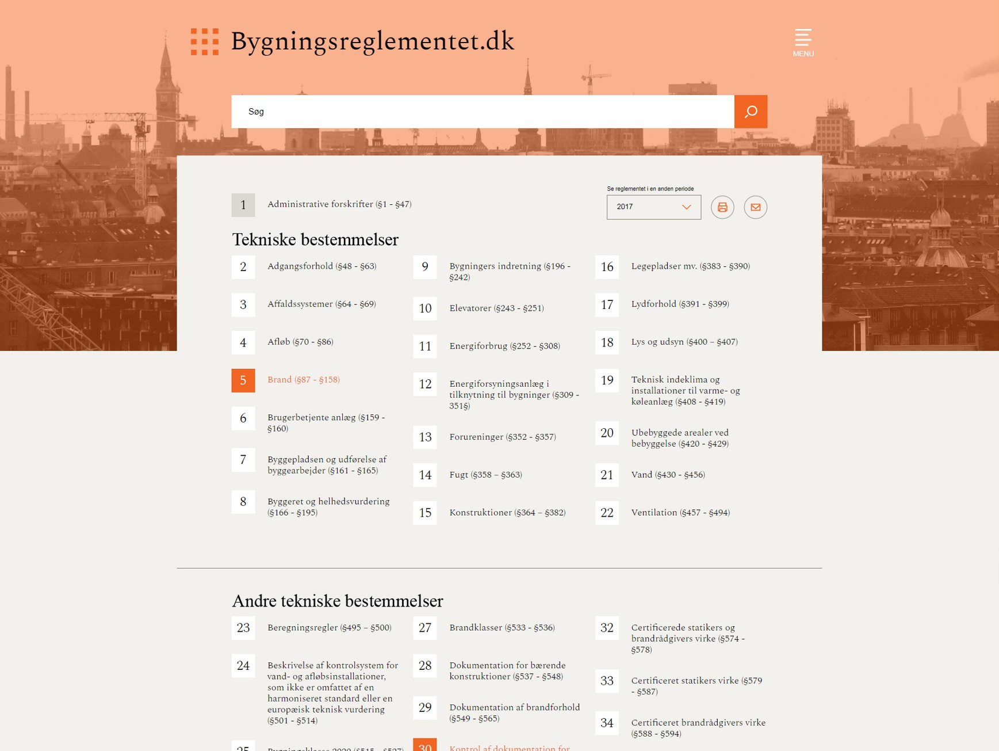 Bygningsreglementet.dk
MENU
Søg
Se reglementet i en anden periode
2017
1
Administrative forskrifter (§1 - §47)
Tekniske bestemmelser
2
Adgangsforhold (§48 - §63)
3
Affaldssystemer (§64 - §69)
4
Afløb (§70 - §86)
5
Brand (§87 - §158)
6
Brugerbetjente anlæg (§159 -
§160)
7
Byggepladsen og udførelse af
byggearbejder (§161 - §165)
8
Byggeret og helhedsvurdering
(§166 - §195)
9
Bygningers indretning (§196 -
§242)
10
Elevatorer (§243 - §251)
11
Energiforbrug (§252 - §308)
12
Energiforsyningsanlæg i
tilknytning til bygninger (§309 -
351§)
13
Forureninger (§352 - §357)
14
Fugt (§358 – §363)
15
Konstruktioner (§364 – §382)
16
Legepladser mv. (§383 - §390)
17
Lydforhold (§391 - §399)
18
Lys og udsyn (§400 – §407)
19
Teknisk indeklima og
installationer til varme- og
køleanlæg (§408 - §419)
20
Ubebyggede arealer ved
bebyggelse (§420 - §429)
21
Vand (§430 - §456)
22
Ventilation (§457 - §494)
Andre tekniske bestemmelser
23
Beregningsregler (§495 – §500)
24
Beskrivelse af kontrolsystem for
vand- og afløbsinstallationer,
som ikke er omfattet af en
harmoniseret standard eller en
europæisk teknisk vurdering
(§501 - §514)
25
Bygningsklasse 2020 (§515 - §527)
27
Brandklasser (§533 - §536)
28
Dokumentation for bærende
konstruktioner (§537 - §548)
29
Dokumentation af brandforhold
(§549 - §565)
30
Kontrol af dokumentation for
32
Certificerede statikers og
brandrådgivers virke (§574 -
§578)
33
Certificeret statikers virke (§579
- §587)
34
Certificeret brandrådgivers virke
(§588 - §594)